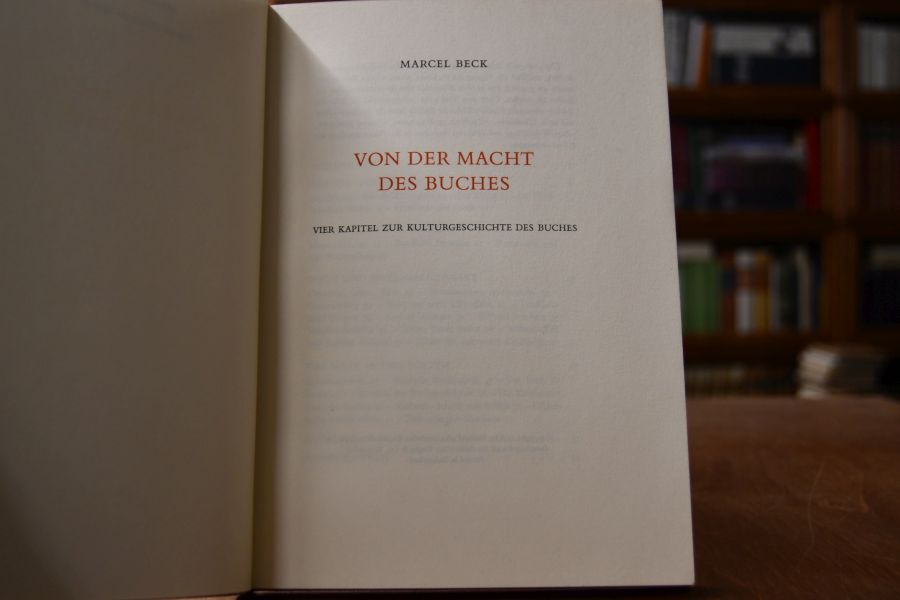 MARCEL BECK
VON DER MACHT
DES BUCHES
VIER KAPITEL ZUR KULTURGESCHICHTE DES BUCHES